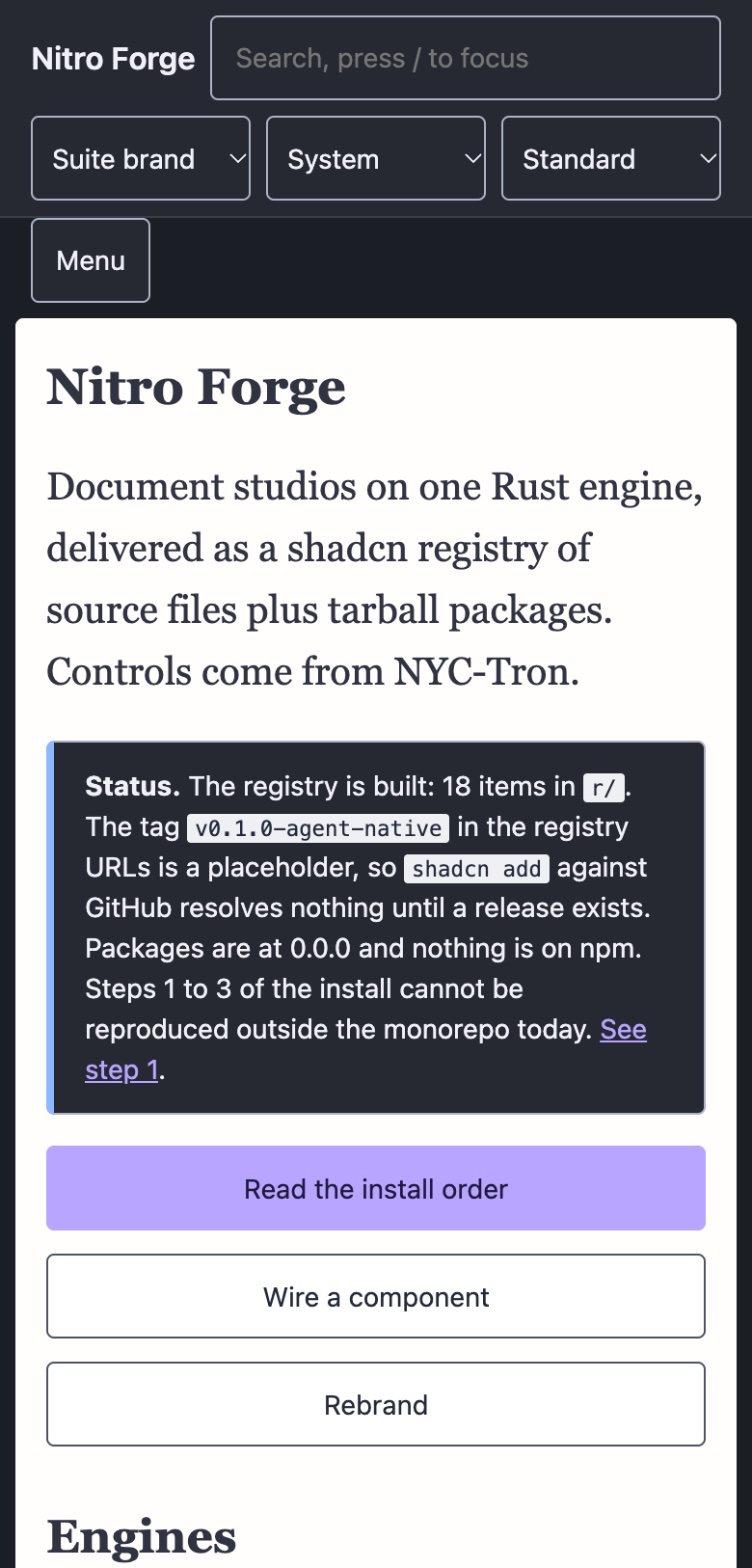 Nitro Forge
Search, press / to focus
Suite brand
System
Standard
Menu
Nitro Forge
Document studios on one Rust engine,
delivered as a shadcn registry of
source files plus tarball packages.
Controls come from NYC-Tron.
Status. The registry is built: 18 items in r/.
The tag v0.1.0-agent-native in the registry
URLs is a placeholder, so shadcn add against
GitHub resolves nothing until a release exists.
Packages are at 0.0.0 and nothing is on npm.
Steps 1 to 3 of the install cannot be
reproduced outside the monorepo today. See
step 1.
Read the install order
Wire a component
Rebrand
Engines